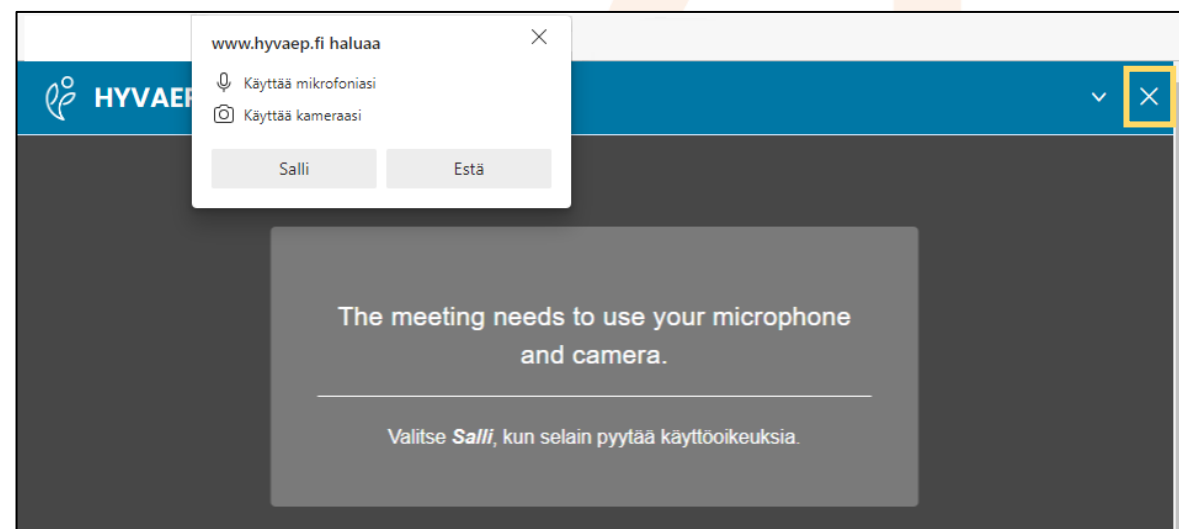 www.hyvaep.fi haluaa
Käyttää mikrofoniasi
Käyttää kameraasi
Salli Estä
HYVAEP
The meeting needs to use your microphone
and camera.
Valitse Salli, kun selain pyytää käyttöoikeuksia.